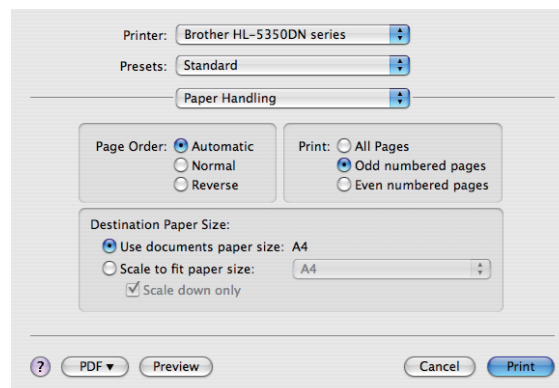 Printer: Brother HL-5350DN series
Presets: Standard
Paper Handling
Page Order: Automatic
Normal
Reverse
Print: All Pages
Odd numbered pages
Even numbered pages
Destination Paper Size:
Use documents paper size: A4
Scale to fit paper size: A4
Scale down only
? PDF▼ Preview Cancel Print